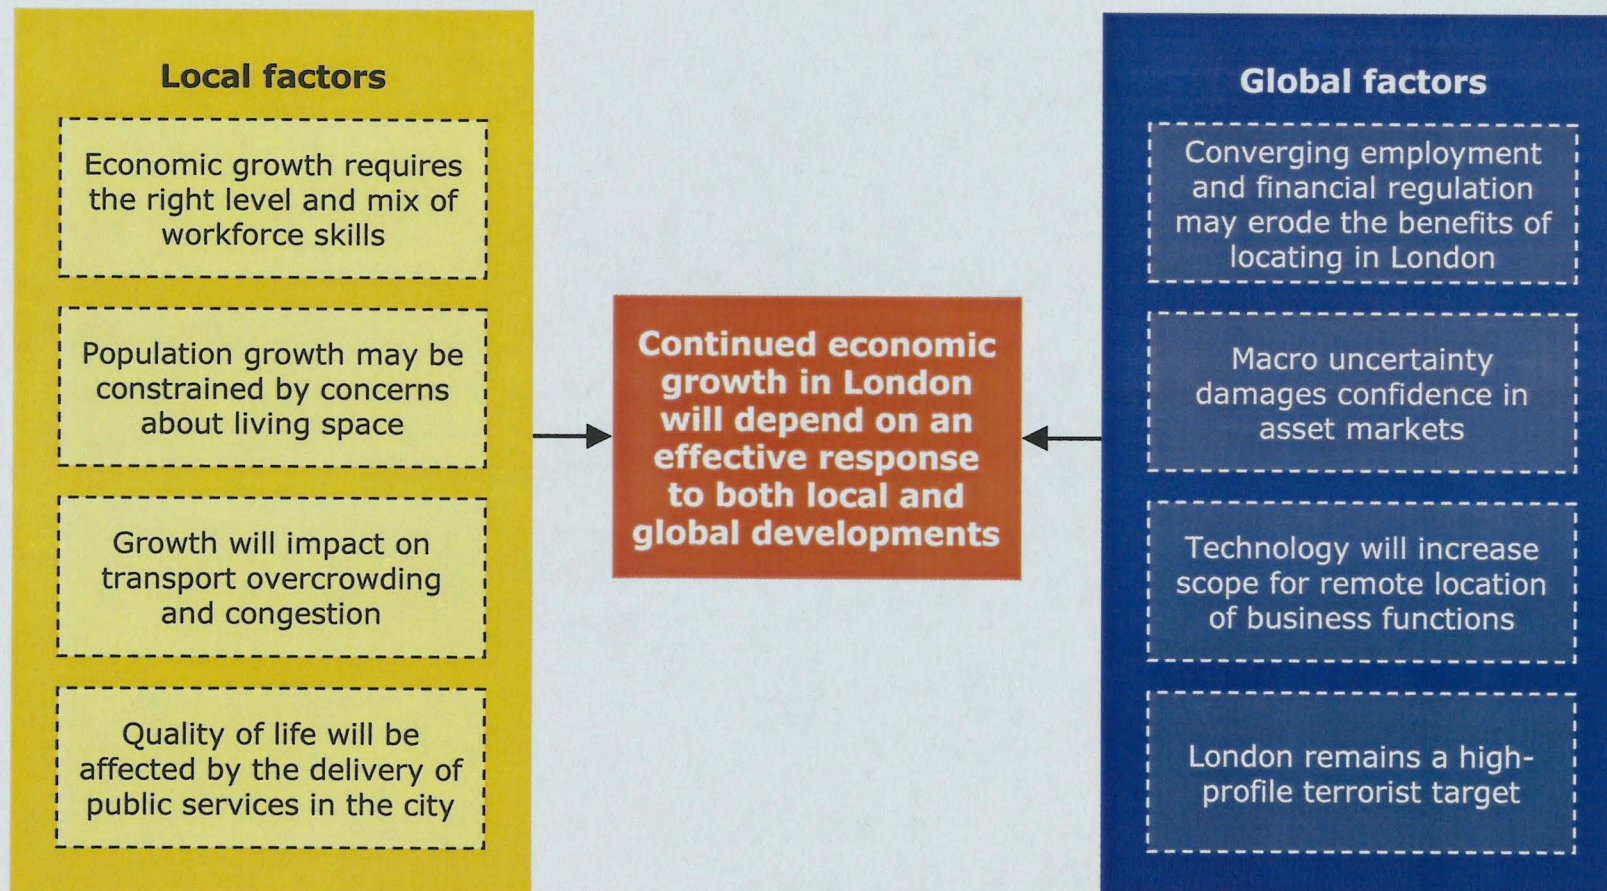 Local factors
Economic growth requires
the right level and mix of
workforce skills
Population growth may be
constrained by concerns
about living space
Growth will impact on
transport overcrowding
and congestion
Quality of life will be
affected by the delivery of
public services in the city
Continued economic
growth in London
will depend on an
effective response
to both local and
global developments
Global factors
Converging employment
and financial regulation
may erode the benefits of
locating in London
Macro uncertainty
damages confidence in
asset markets
Technology will increase
scope for remote location
of business functions
London remains a high-
profile terrorist target